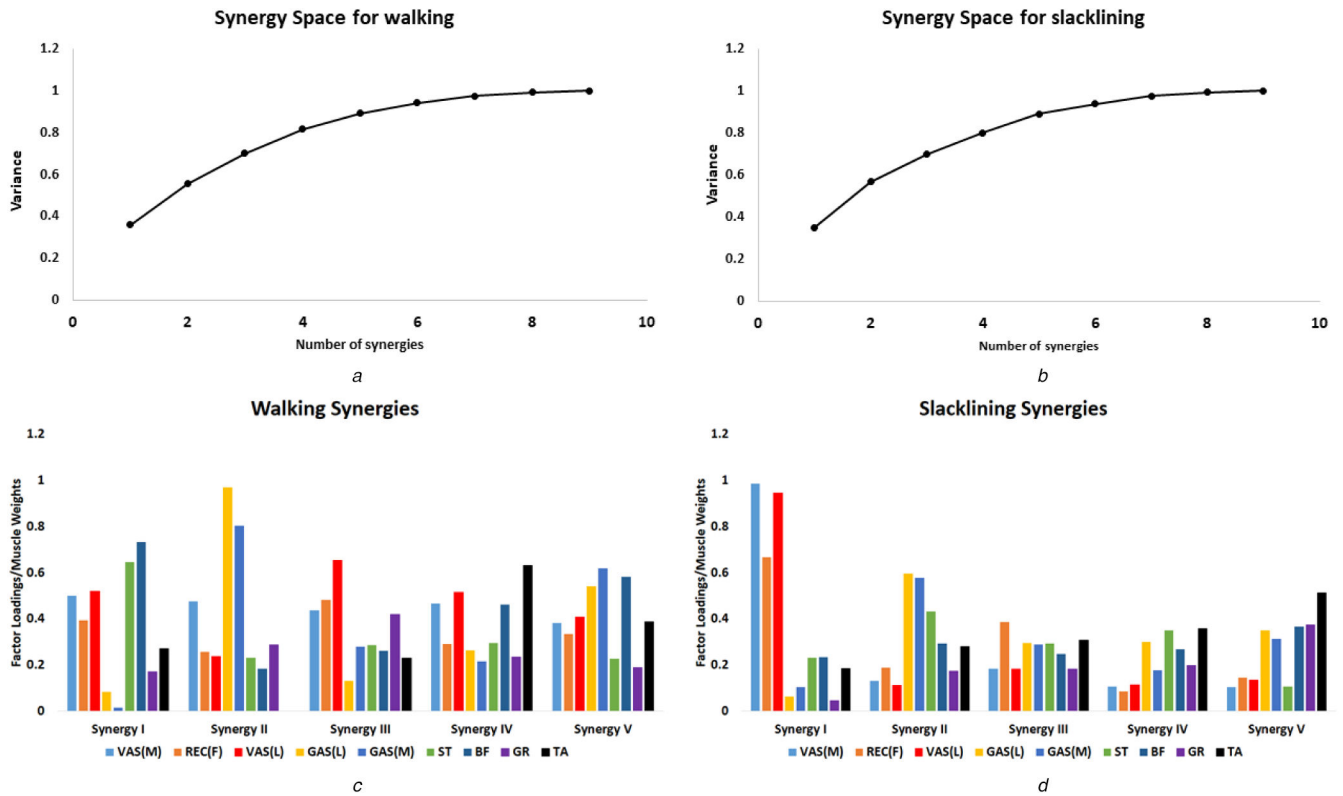 Synergy Space for walking
Variance
1.2
1
0.8
0.6
0.4
0.2
0
0 2 4 6 8 10
Number of synergies
a
Synergy Space for slacklining
Variance
1.2
1
0.8
0.6
0.4
0.2
0
0 2 4 6 8 10
Number of synergies
b
Walking Synergies
Factor Loadings/Muscle Weights
1.2
1
0.8
0.6
0.4
0.2
0
Synergy I Synergy II Synergy III Synergy IV Synergy V
VAS(M) REC(F) VAS(L) GAS(L) GAS(M) ST BF GR TA
c
Slacklining Synergies
Factor Loadings/Muscle Weights
1.2
1
0.8
0.6
0.4
0.2
0
Synergy I Synergy II Synergy III Synergy IV Synergy V
VAS(M) REC(F) VAS(L) GAS(L) GAS(M) ST BF GR TA
d